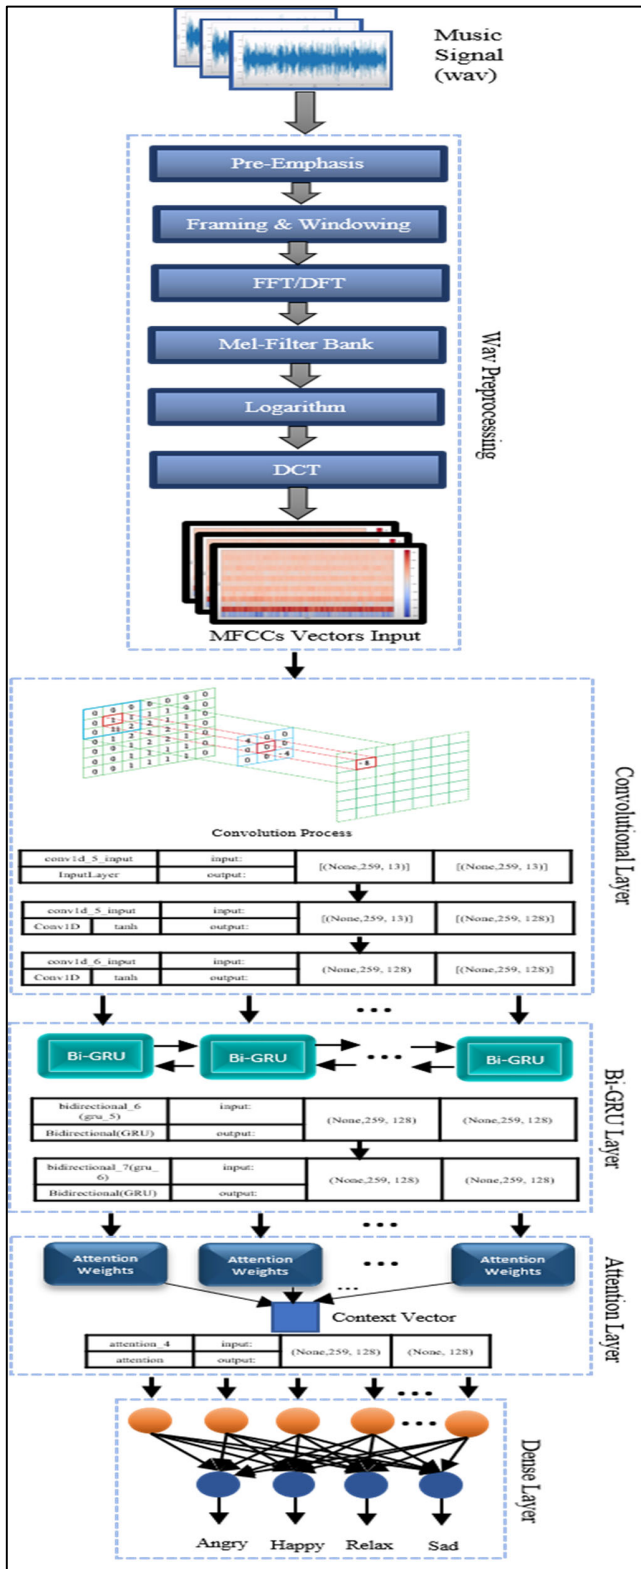 Music
Signal
(wav)
Pre-Emphasis
Framing & Windowing
FFT/DFT
Mel-Filter Bank
Logarithm
DCT
Wav Preprocessing
MFCCs Vectors Input
Convolution Process
Convolutional Layer
conv1d_5_input input: [(None,259, 13)] [(None,259, 13)]
InputLayer output:
conv1d_5_input input: [(None,259, 13)] [(None,259, 128)]
Conv1D tanh output:
conv1d_6_input input: (None,259, 128) [(None,259, 128)]
Conv1D tanh output:
...
Bi-GRU Bi-GRU ... Bi-GRU
Bi-GRU Layer
bidirectional_6
(gru_5) input: (None,259, 128) (None,259, 128)
Bidirectional(GRU) output:
bidirectional_7(gru_
6) input: (None,259, 128) (None,259, 128)
Bidirectional(GRU) output:
...
Attention Weights Attention Weights ... Attention Weights
...
Context Vector
Attention Layer
attention_4 input: (None,259, 128) (None, 128)
attention output:
...
...
Dense Layer
Angry Happy Relax Sad